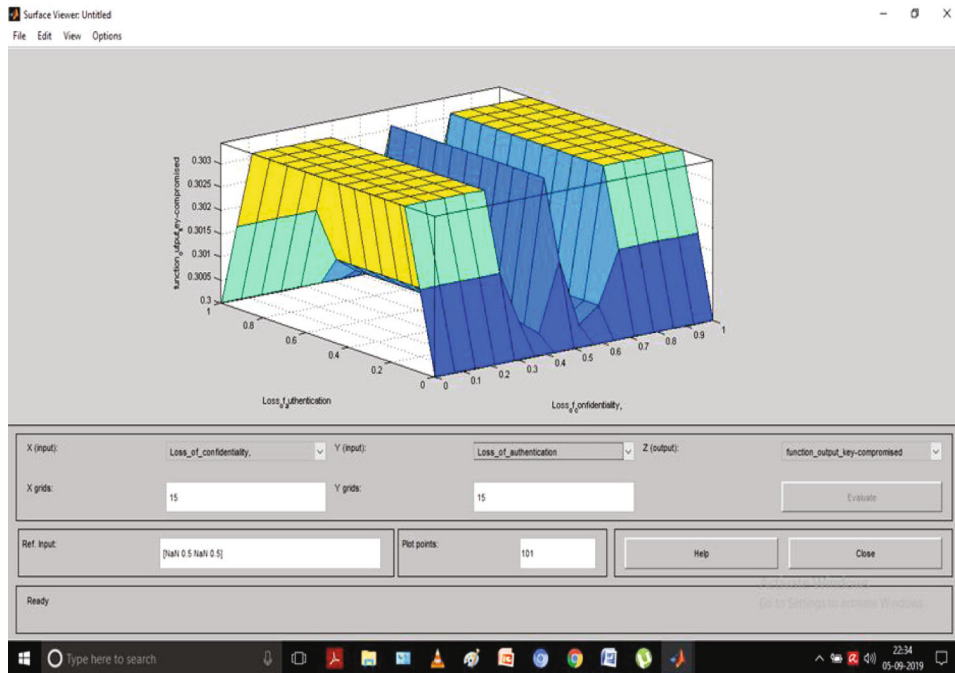 Surface Viewer: Untitled
File Edit View Options
function_output_key-compromised
0.303
0.3025
0.302
0.3015
0.301
0.3005
0.3
1
0.8
0.6
0.4
0.2
0
0
0.1
0.2
0.3
0.4
0.5
0.6
0.7
0.8
0.9
1
Loss_of_authentication
Loss_of_confidentiality,
X (input): Loss_of_confidentiality, Y (input): Loss_of_authentication Z (output): function_output_key-compromised
X grids: 15 Y grids: 15 Evaluate
Ref. Input: [NaN 0.5 NaN 0.5] Plot points: 101 Help Close
Activate Windows
Go to Settings to activate Windows.
Ready
Type here to search
22:34
05-09-2019